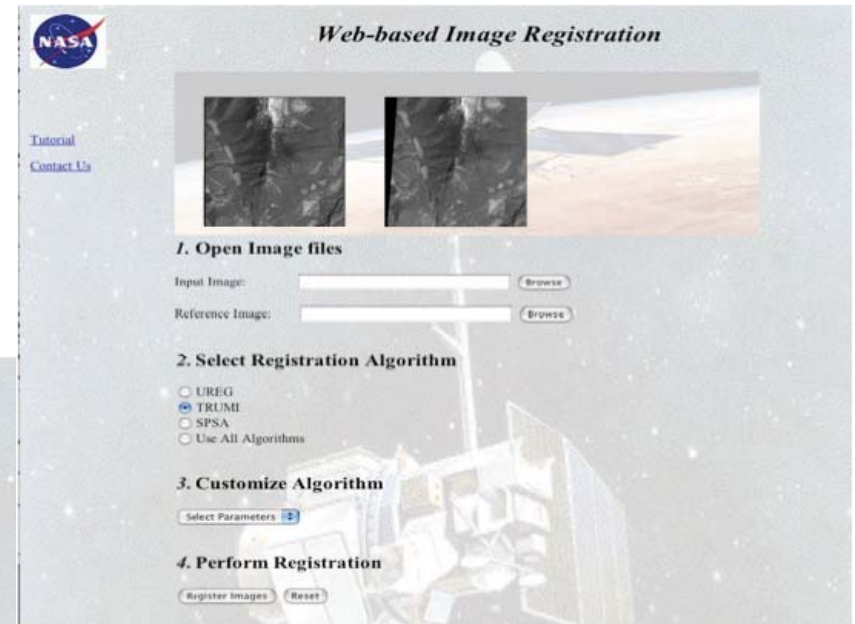 NASA
Web-based Image Registration
Tutorial
Contact Us
1. Open Image files
Input Image:
Browse
Reference Image:
Browse
2. Select Registration Algorithm
UREG
TRUMI
SPSA
Use All Algorithms
3. Customize Algorithm
Select Parameters
4. Perform Registration
Register Images Reset